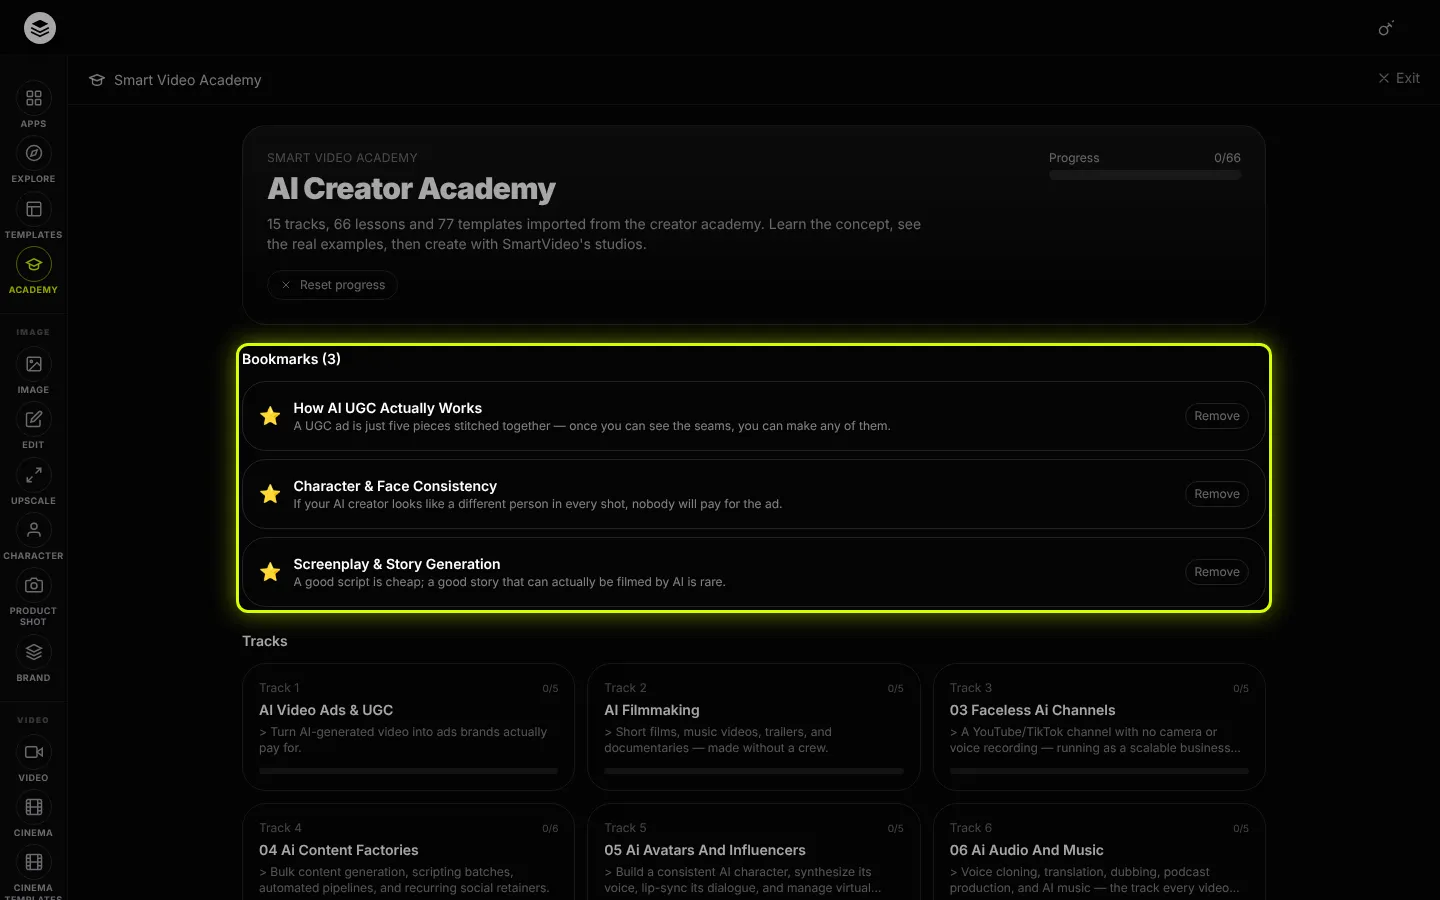 Smart Video Academy
Exit
APPS
EXPLORE
TEMPLATES
ACADEMY
IMAGE
IMAGE
EDIT
UPSCALE
CHARACTER
PRODUCT
SHOT
BRAND
VIDEO
VIDEO
CINEMA
CINEMA
TEMPLATES
SMART VIDEO ACADEMY
AI Creator Academy
15 tracks, 66 lessons and 77 templates imported from the creator academy. Learn the concept, see
the real examples, then create with SmartVideo's studios.
Reset progress
Progress 0/66
Bookmarks (3)
How AI UGC Actually Works
A UGC ad is just five pieces stitched together — once you can see the seams, you can make any of them.
Remove
Character & Face Consistency
If your AI creator looks like a different person in every shot, nobody will pay for the ad.
Remove
Screenplay & Story Generation
A good script is cheap; a good story that can actually be filmed by AI is rare.
Remove
Tracks
Track 1 0/5
AI Video Ads & UGC
> Turn AI-generated video into ads brands actually
pay for.
Track 2 0/5
AI Filmmaking
> Short films, music videos, trailers, and
documentaries — made without a crew.
Track 3 0/5
03 Faceless Ai Channels
> A YouTube/TikTok channel with no camera or
voice recording — running as a scalable business...
Track 4 0/6
04 Ai Content Factories
> Bulk content generation, scripting batches,
automated pipelines, and recurring social retainers.
Track 5 0/5
05 Ai Avatars And Influencers
> Build a consistent AI character, synthesize its
voice, lip-sync its dialogue, and manage virtual...
Track 6 0/5
06 Ai Audio And Music
> Voice cloning, translation, dubbing, podcast
production, and AI music — the track every video...